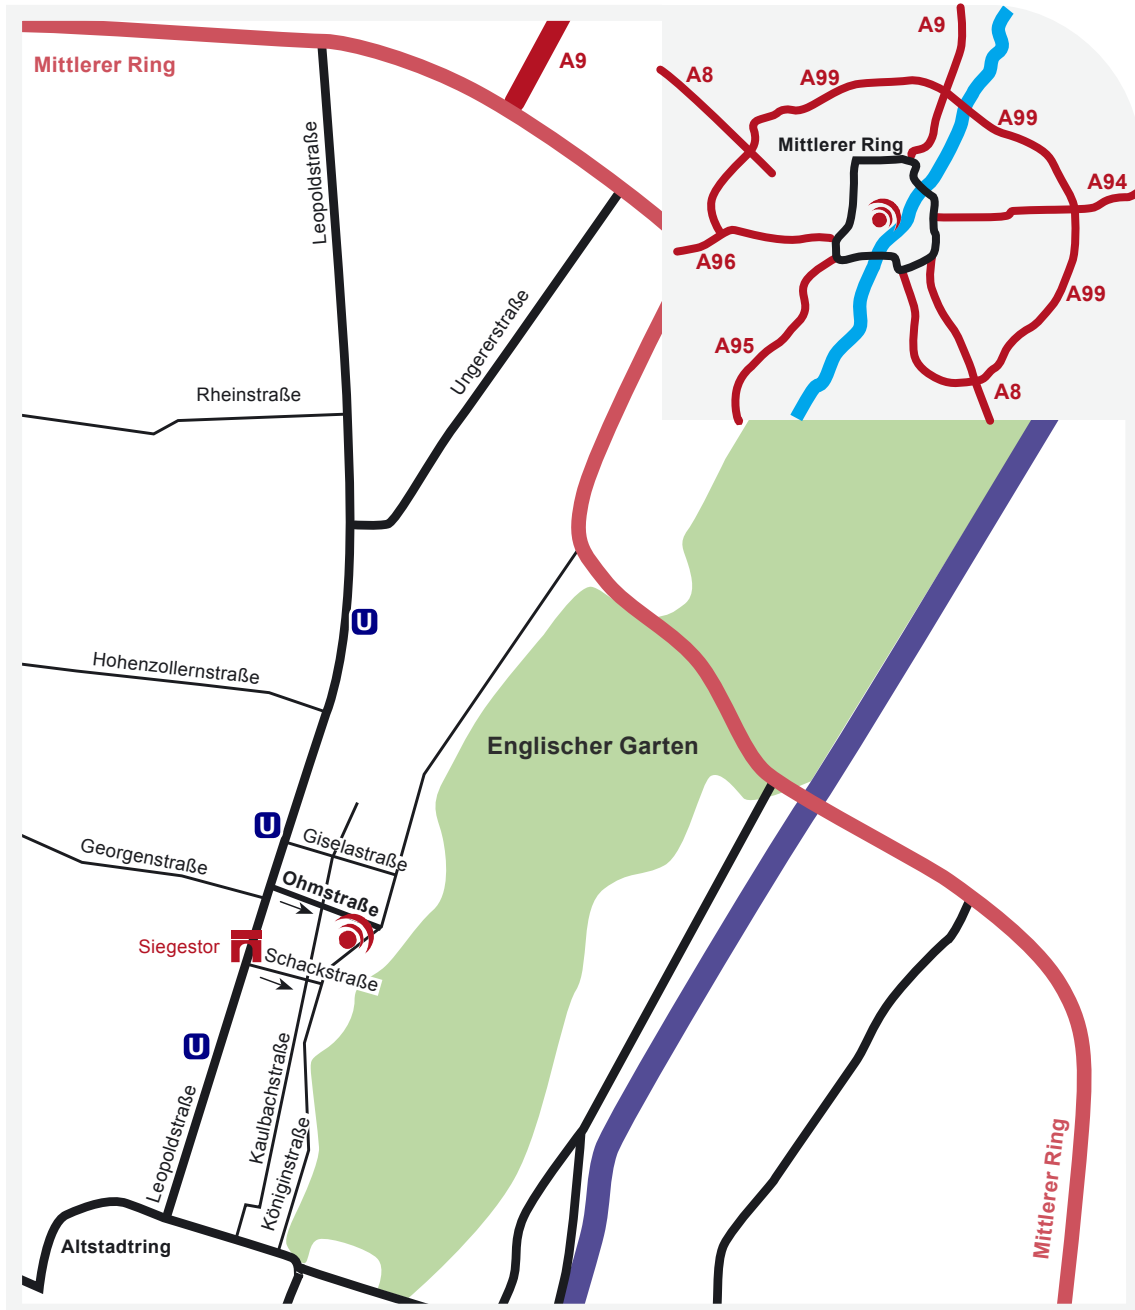 Mittlerer Ring
A9
A9
A8
A99
A99
Mittlerer Ring
A94
A96
A99
A95
A8
Leopoldstraße
Ungererstraße
Rheinstraße
U
Hohenzollernstraße
Englischer Garten
U
Giselastraße
Georgenstraße
Ohmstraße
Siegestor
Schackstraße
U
Kaulbachstraße
Leopoldstraße
Königinstraße
Mittlerer Ring
Altstadtring